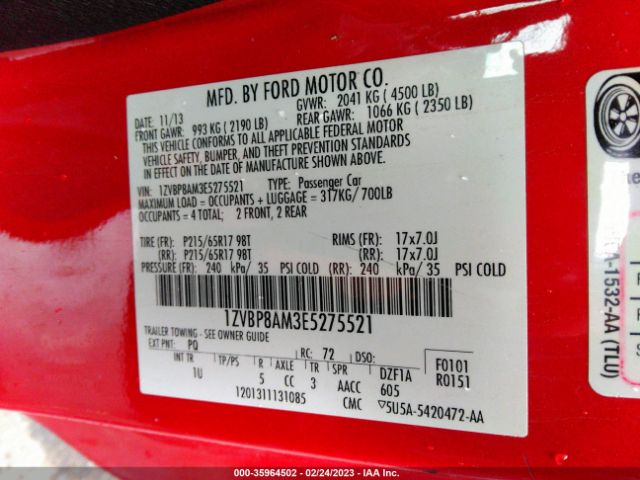 MFD. BY FORD MOTOR CO.
DATE: 11/13 GVWR: 2041 KG ( 4500 LB)
FRONT GAWR: 993 KG ( 2190 LB) REAR GAWR: 1066 KG ( 2350 LB)
THIS VEHICLE CONFORMS TO ALL APPLICABLE FEDERAL MOTOR
VEHICLE SAFETY, BUMPER, AND THEFT PREVENTION STANDARDS
IN EFFECT ON THE DATE OF MANUFACTURE SHOWN ABOVE.
VIN: 1ZVBP8AM3E5275521 TYPE: Passenger Car
MAXIMUM LOAD = OCCUPANTS + LUGGAGE = 317KG/ 700LB
OCCUPANTS = 4 TOTAL; 2 FRONT, 2 REAR
TIRE (FR): P215/65R17 98T RIMS (FR): 17x7.0J
(RR): P215/65R17 98T (RR): 17x7.0J
PRESSURE (FR): 240 kPa/ 35 PSI COLD (RR): 240 kPa/ 35 PSI COLD
1ZVBP8AM3E5275521
TRAILER TOWING - SEE OWNER GUIDE
EXT PNT: PQ RC: 72 DSO: F0101
INT TR TP/PS R AXLE TR SPR DZF1A R0151
1U 5 CC 3 AACC 605
1201311131085 CMC 5U5A-5420472-AA
A-1532-AA (TLU)
000-35964502 - 02/24/2023 - IAA Inc.